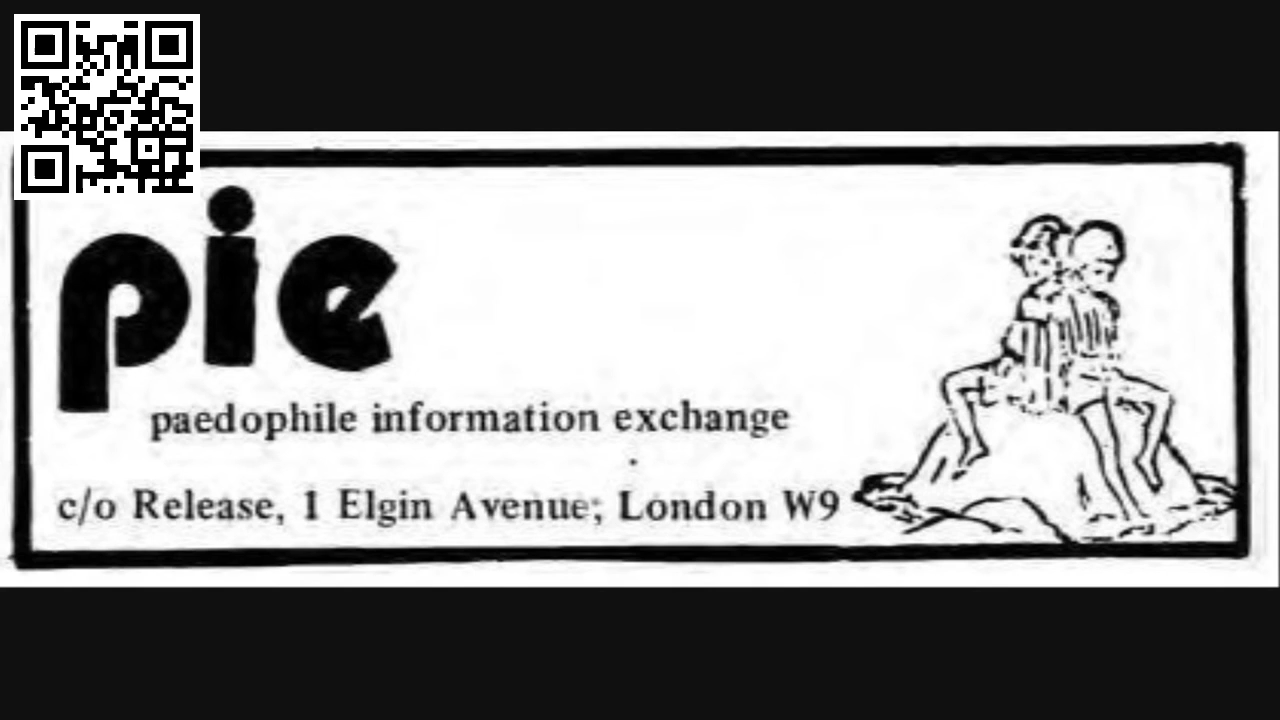 pie
paedophile information exchange
c/o Release, 1 Elgin Avenue; London W9